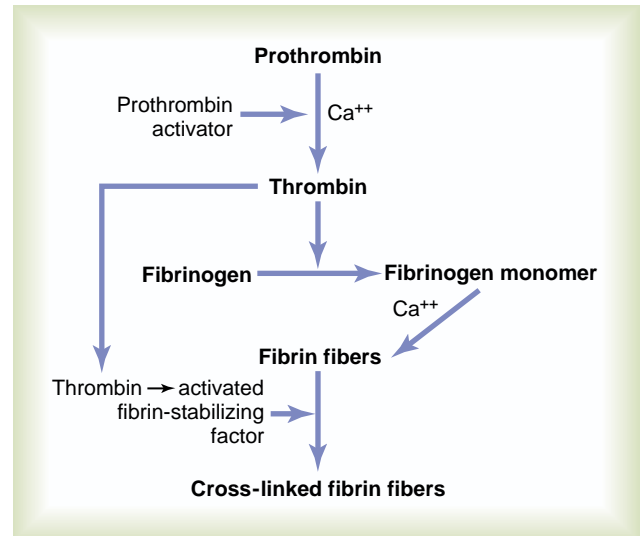 Prothrombin
Prothrombin
activator
Ca⁺⁺
Thrombin
Fibrinogen
Fibrinogen monomer
Ca⁺⁺
Fibrin fibers
Thrombin → activated
fibrin-stabilizing
factor
Cross-linked fibrin fibers